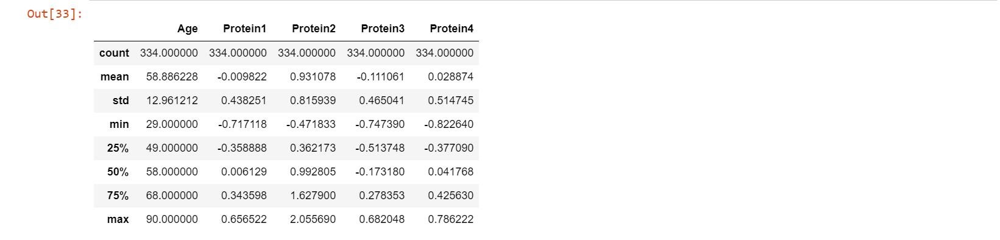 Out[33]:
Age Protein1 Protein2 Protein3 Protein4
count 334.000000 334.000000 334.000000 334.000000 334.000000
mean 58.886228 -0.009822 0.931078 -0.111061 0.028874
std 12.961212 0.438251 0.815939 0.465041 0.514745
min 29.000000 -0.717118 -0.471833 -0.747390 -0.822640
25% 49.000000 -0.358888 0.362173 -0.513748 -0.377090
50% 58.000000 0.006129 0.992805 -0.173180 0.041768
75% 68.000000 0.343598 1.627900 0.278353 0.425630
max 90.000000 0.656522 2.055690 0.682048 0.786222